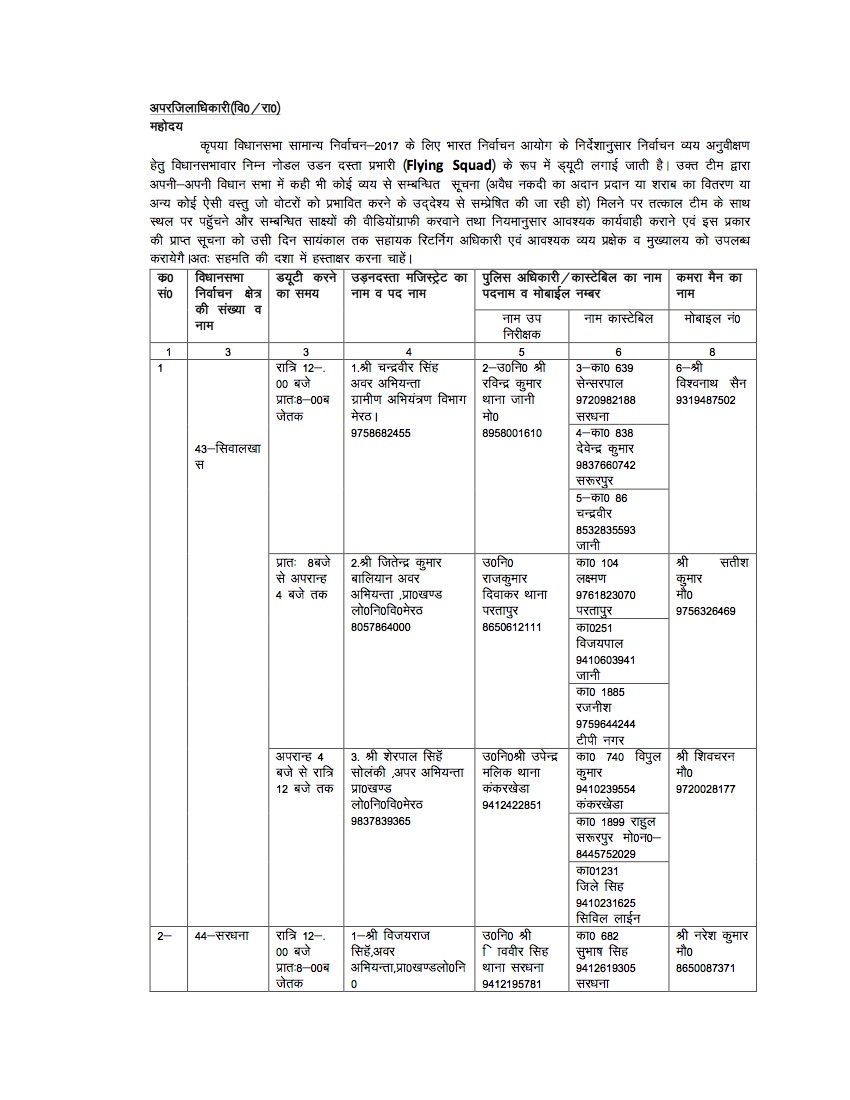 अपरजिलाधिकारी(वि0/रा0)
महोदय
कृपया विधानसभा सामान्य निर्वाचन–2017 के लिए भारत निर्वाचन आयोग के निर्देशानुसार निर्वाचन व्यय अनुवीक्षण
हेतु विधानसभावार निम्न नोडल उडन दस्ता प्रभारी (Flying Squad) के रूप में ड्यूटी लगाई जाती है। उक्त टीम द्वारा
अपनी–अपनी विधान सभा में कही भी कोई व्यय से सम्बन्धित सूचना (अवैध नकदी का अदान प्रदान या शराब का वितरण या
अन्य कोई ऐसी वस्तु जो वोटरों को प्रभावित करने के उद्देश्य से सम्प्रेषित की जा रही हो) मिलने पर तत्काल टीम के साथ
स्थल पर पहुँचने और सम्बन्धित साक्ष्यों की वीडियोंग्राफी करवाने तथा नियमानुसार आवश्यक कार्यवाही कराने एवं इस प्रकार
की प्राप्त सूचना को उसी दिन सायंकाल तक सहायक रिटर्निग अधिकारी एवं आवश्यक व्यय प्रक्षेक व मुख्यालय को उपलब्ध
करायेगै।अतः सहमति की दशा में हस्ताक्षर करना चाहें।
क0 सं0
विधानसभा निर्वाचन क्षेत्र की संख्या व नाम
डयूटी करने का समय
उड़नदस्ता मजिस्ट्रेट का नाम व पद नाम
पुलिस अधिकारी/कास्टेबिल का नाम पदनाम व मोबाईल नम्बर
कमरा मैन का नाम
नाम उप निरीक्षक
नाम कास्टेबिल
मोबाइल नं0
1 3 3 4 5 6 8
1
43–सिवालखा
स
रात्रि 12–.
00 बजे
प्रातः8–00ब
जेतक
1.श्री चन्द्रवीर सिंह
अवर अभियन्ता
ग्रामीण अभियंत्रण विभाग
मेरठ।
9758682455
2–उ0नि0 श्री
रविन्द्र कुमार
थाना जानी
मो0
8958001610
3–का0 639
सेन्सरपाल
9720982188
सरधना
4–का0 838
देवेन्द्र कुमार
9837660742
सरूरपुर
5–का0 86
चन्द्रवीर
8532835593
जानी
6–श्री
विश्वनाथ सैन
9319487502
प्रातः 8बजे
से अपरान्ह
4 बजे तक
2.श्री जितेन्द्र कुमार
बालियान अवर
अभियन्ता ,प्रा0खण्ड
लो0नि0वि0मेरठ
8057864000
उ0नि0
राजकुमार
दिवाकर थाना
परतापुर
8650612111
का0 104
लक्ष्मण
9761823070
परतापुर
का0251
विजयपाल
9410603941
जानी
का0 1885
रजनीश
9759644244
टीपी नगर
श्री सतीश
कुमार
मौ0
9756326469
अपरान्ह 4
बजे से रात्रि
12 बजे तक
3. श्री शेरपाल सिहॅ
सोलंकी ,अपर अभियन्ता
प्रा0खण्ड
लो0नि0वि0मेरठ
9837839365
उ0नि0श्री उपेन्द्र
मलिक थाना
कंकरखेडा
9412422851
का0 740 विपुल
कुमार
9410239554
कंकरखेडा
का0 1899 राहुल
सरूरपुर मो0न0–
8445752029
का01231
जिले सिह
9410231625
सिविल लाईन
श्री शिवचरन
मौ0
9720028177
2–
44–सरधना
रात्रि 12–.
00 बजे
प्रातः8–00ब
जेतक
1–श्री विजयराज
सिहॅ,अवर
अभियन्ता,प्रा0खण्डलो0नि
0
उ0नि0 श्री
िाववीर सिह
थाना सरधना
9412195781
का0 682
सुभाष सिह
9412619305
सरधना
श्री नरेश कुमार
मौ0
8650087371